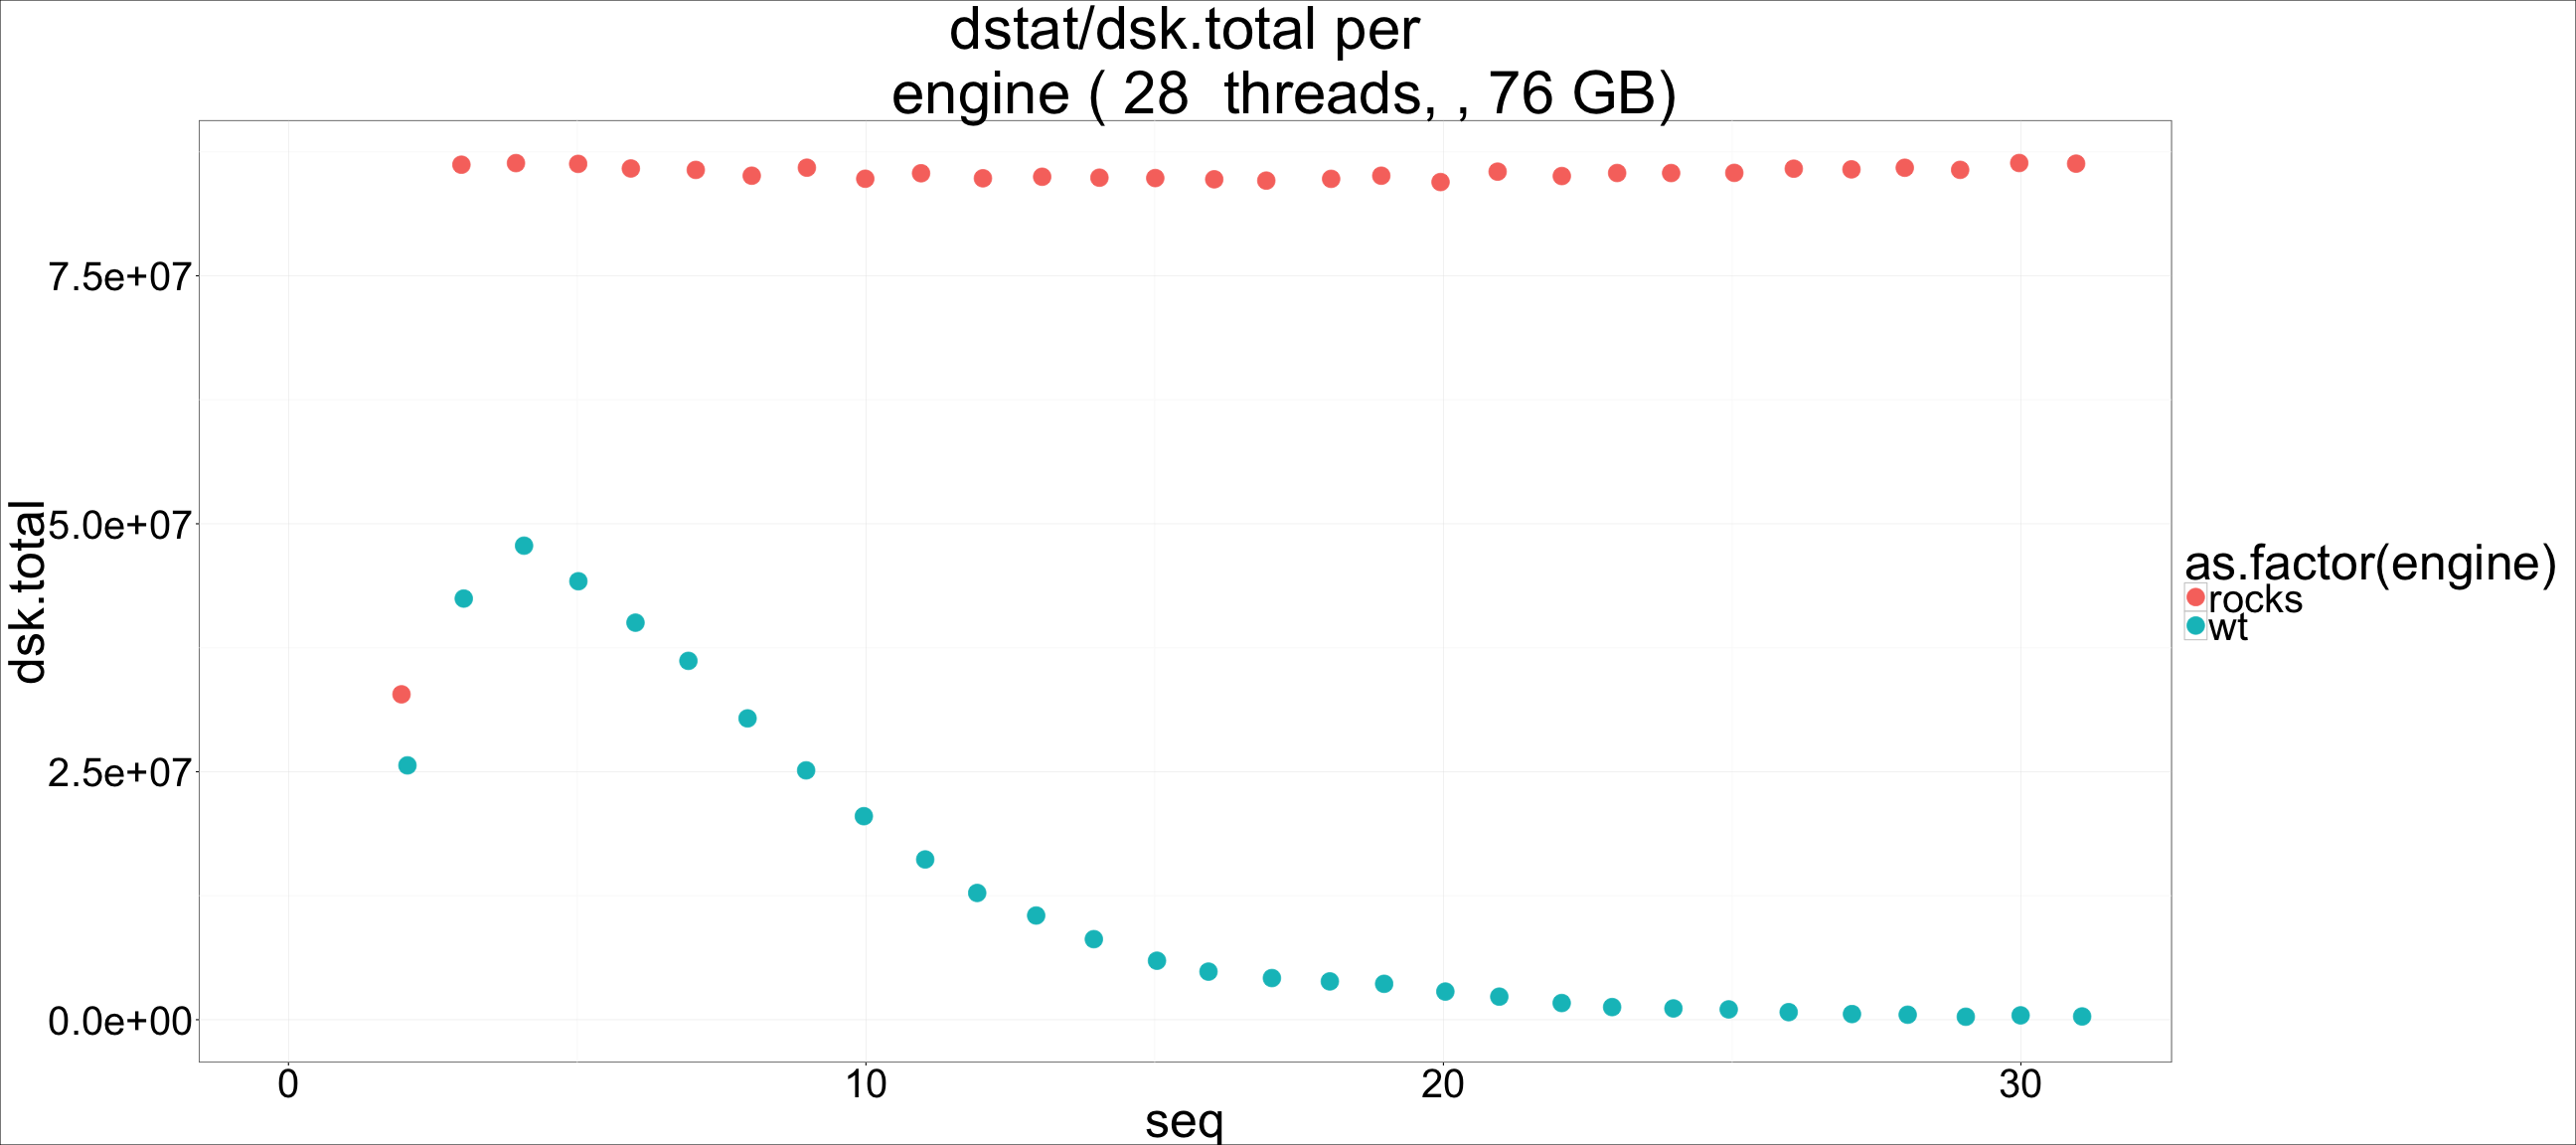 dstat/dsk.total per
engine ( 28  threads, , 76 GB)
dsk.total
7.5e+07
5.0e+07
2.5e+07
0.0e+00
0 10 20 30
seq
as.factor(engine)
rocks
wt